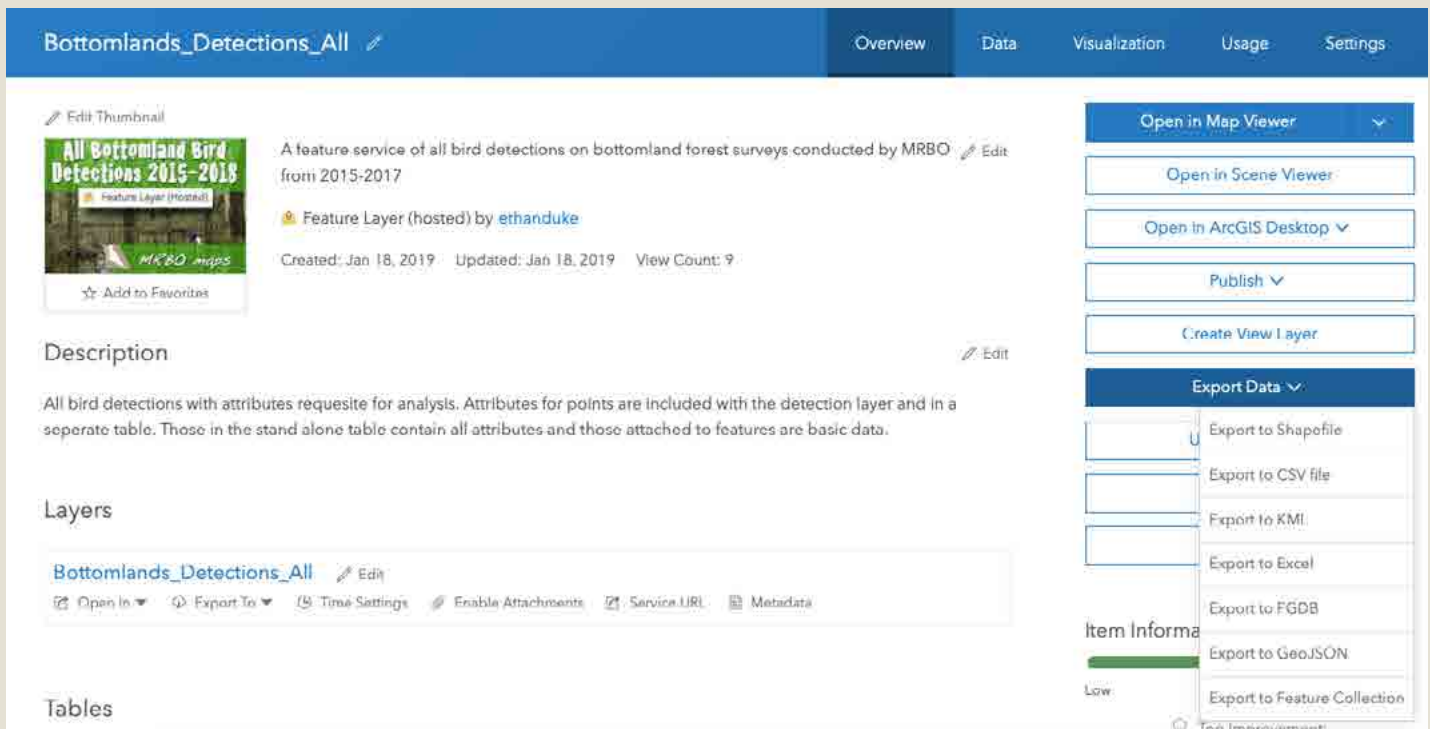 Bottomlands_Detections_All
Overview
Data
Visualization
Usage
Settings
Edit Thumbnail
All Bottomland Bird
Detections 2015-2018
Feature Layer (Hosted)
MRBO maps
Add to Favorites
A feature service of all bird detections on bottomland forest surveys conducted by MRBO
from 2015-2017
Edit
Feature Layer (hosted) by ethanduke
Created: Jan 18, 2019 Updated: Jan 18, 2019 View Count: 9
Description
Edit
All bird detections with attributes requesite for analysis. Attributes for points are included with the detection layer and in a
seperate table. Those in the stand alone table contain all attributes and those attached to features are basic data.
Layers
Bottomlands_Detections_All Edit
Open In Export To Time Settings Enable Attachments Service URL Metadata
Tables
Open in Map Viewer
Open in Scene Viewer
Open in ArcGIS Desktop
Publish
Create View Layer
Export Data
U
Export to Shapefile
Export to CSV file
Export to KML
Export to Excel
Export to FGDB
Export to GeoJSON
Export to Feature Collection
Item Informa
Low